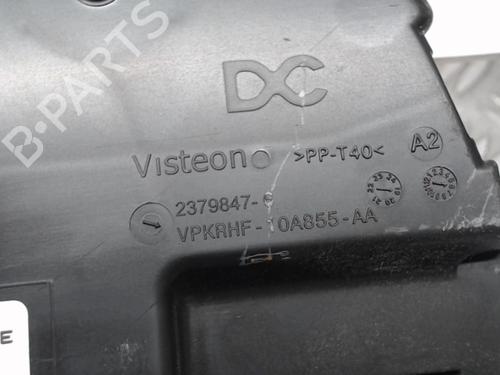 B-PARTS
DC
Visteon >PP-T40< A2
2379847-
VPKRHF-10A855-AA
E